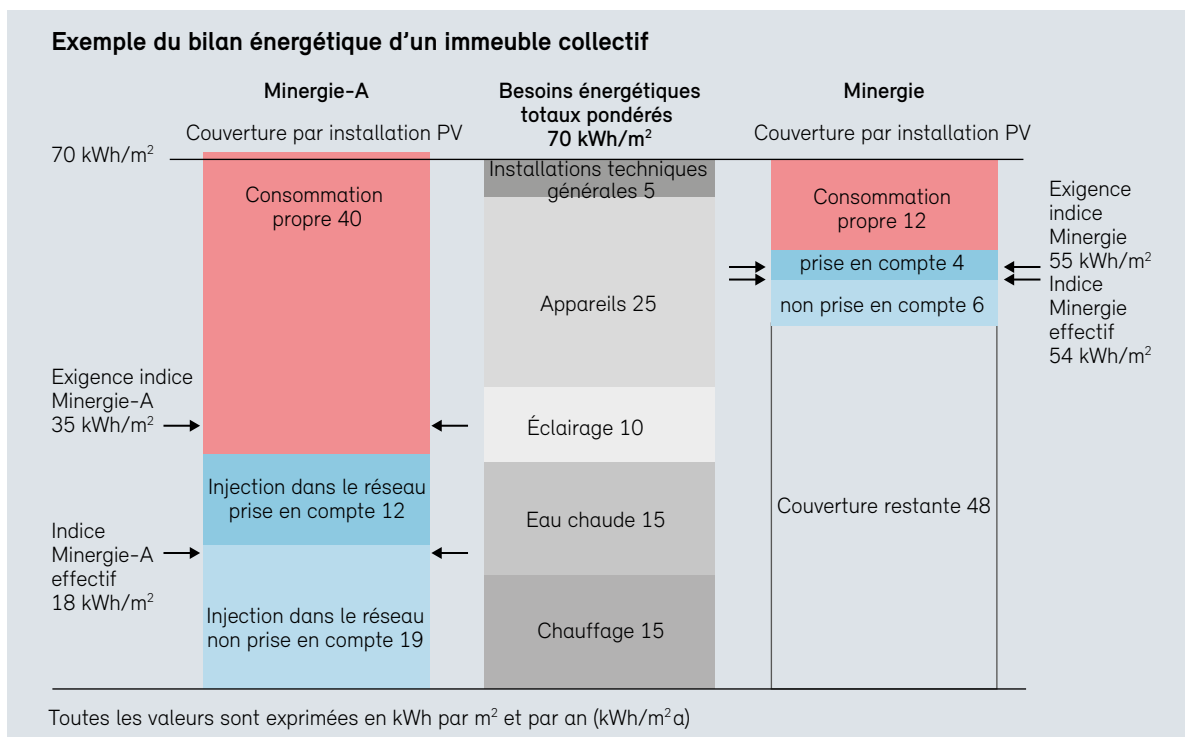 Exemple du bilan énergétique d'un immeuble collectif
Minergie-A
Couverture par installation PV
70 kWh/m²
Consommation
propre 40
Exigence indice
Minergie-A
35 kWh/m²
Injection dans le réseau
prise en compte 12
Indice
Minergie-A
effectif
18 kWh/m²
Injection dans le réseau
non prise en compte 19
Besoins énergétiques
totaux pondérés
70 kWh/m²
Installations techniques
générales 5
Appareils 25
Éclairage 10
Eau chaude 15
Chauffage 15
Minergie
Couverture par installation PV
Consommation
propre 12
prise en compte 4
non prise en compte 6
Couverture restante 48
Exigence
indice
Minergie
55 kWh/m²
Indice
Minergie
effectif
54 kWh/m²
Toutes les valeurs sont exprimées en kWh par m² et par an (kWh/m²a)